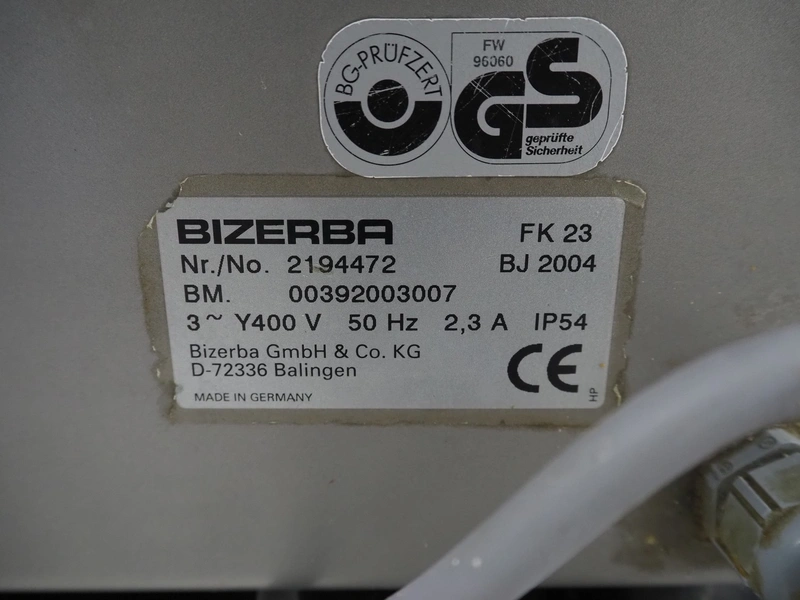 BG-PRÜFZERT
FW
96060
GS
geprüfte
Sicherheit
BIZERBA FK 23
Nr./No. 2194472 BJ 2004
BM. 00392003007
3~ Y400 V 50 Hz 2,3 A IP54
Bizerba GmbH & Co. KG
D-72336 Balingen
CE
MADE IN GERMANY
HP